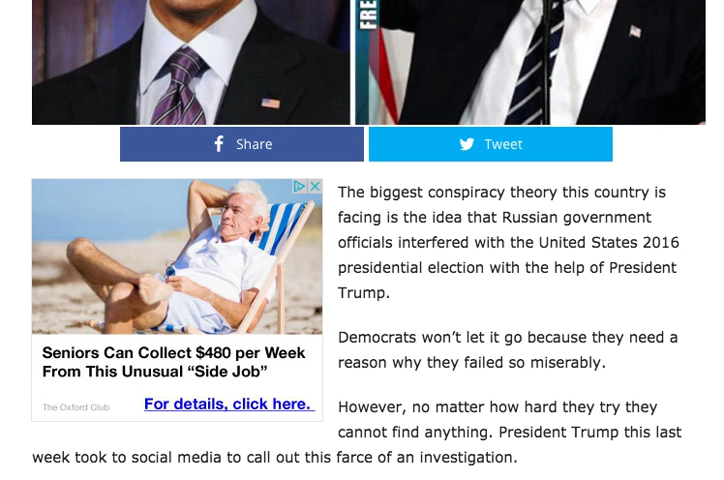 FRE
Share
Tweet
The biggest conspiracy theory this country is
facing is the idea that Russian government
officials interfered with the United States 2016
presidential election with the help of President
Trump.
Democrats won’t let it go because they need a
reason why they failed so miserably.
However, no matter how hard they try they
cannot find anything. President Trump this last
week took to social media to call out this farce of an investigation.
Seniors Can Collect $480 per Week
From This Unusual “Side Job”
The Oxford Club
For details, click here.